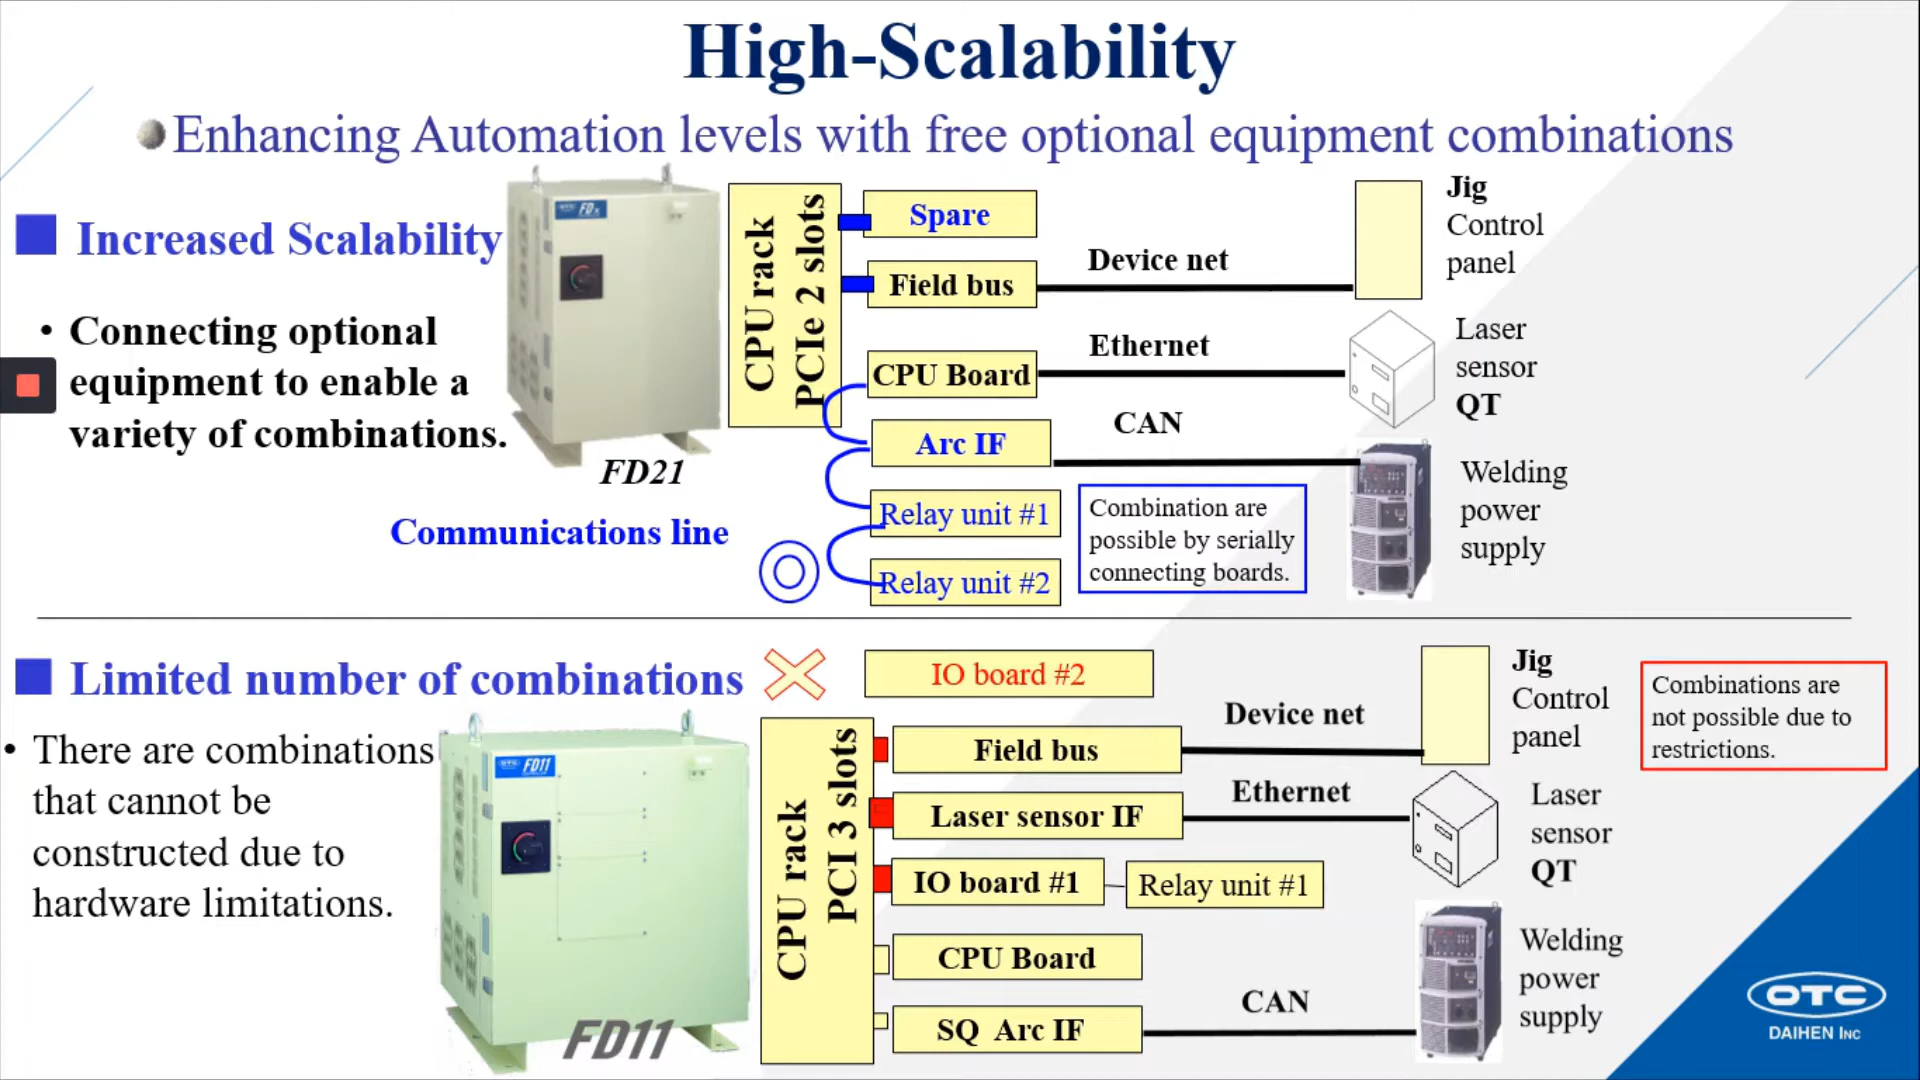 High-Scalability
Enhancing Automation levels with free optional equipment combinations
Increased Scalability
• Connecting optional
equipment to enable a
variety of combinations.
FD21
Communications line
CPU rack
PCIe 2 slots
Spare
Field bus
CPU Board
Arc IF
Relay unit #1
Relay unit #2
Device net
Ethernet
CAN
Combination are
possible by serially
connecting boards.
Jig
Control
panel
Laser
sensor
QT
Welding
power
supply
Limited number of combinations
• There are combinations
that cannot be
constructed due to
hardware limitations.
OTC FD11
FD11
CPU rack
PCI 3 slots
IO board #2
Field bus
Laser sensor IF
IO board #1
Relay unit #1
CPU Board
SQ Arc IF
Device net
Ethernet
CAN
Jig
Control
panel
Laser
sensor
QT
Welding
power
supply
Combinations are
not possible due to
restrictions.
OTC
DAIHEN INC